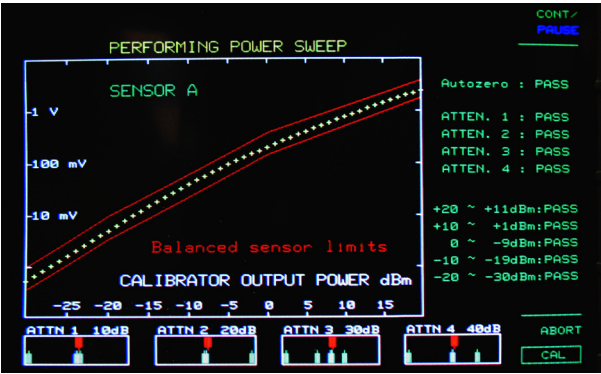 CONT/
PAUSE
PERFORMING POWER SWEEP
SENSOR A
1 V
100 mV
10 mV
Balanced sensor limits
CALIBRATOR OUTPUT POWER dBm
-25 -20 -15 -10 -5 0 5 10 15
Autozero : PASS
ATTEN. 1 : PASS
ATTEN. 2 : PASS
ATTEN. 3 : PASS
ATTEN. 4 : PASS
+20 ~ +11dBm:PASS
+10 ~ +1dBm:PASS
0 ~ -9dBm:PASS
-10 ~ -19dBm:PASS
-20 ~ -30dBm:PASS
ATTN 1 10dB
ATTN 2 20dB
ATTN 3 30dB
ATTN 4 40dB
ABORT
CAL